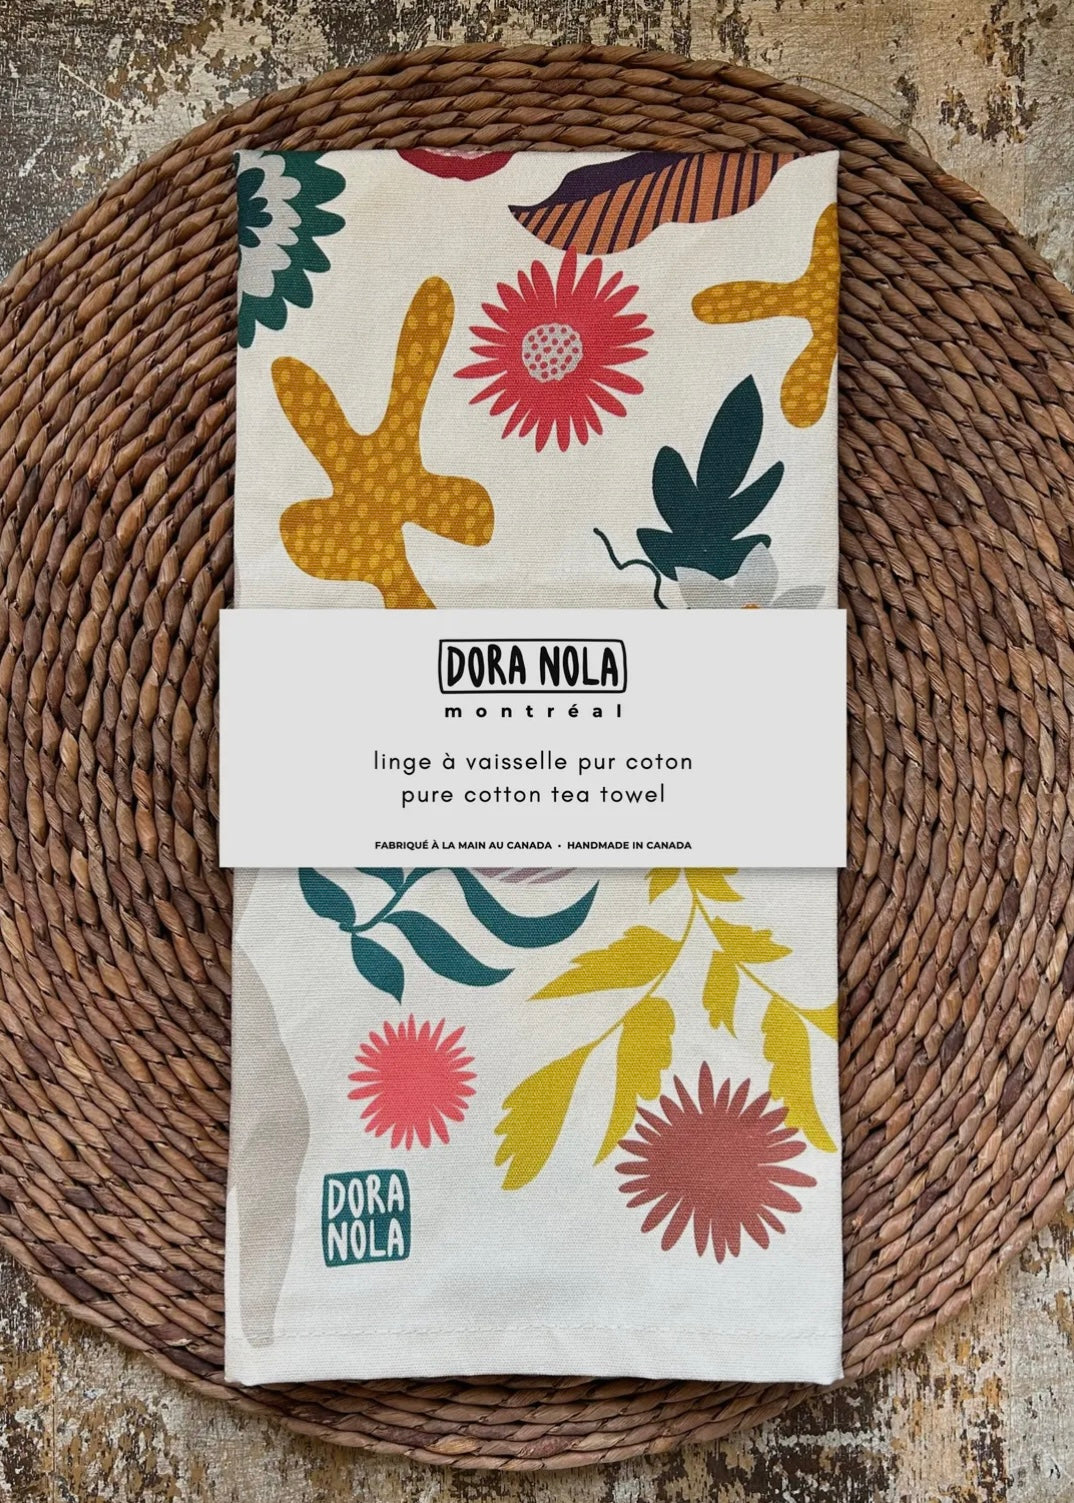 DORA NOLA
montréal
linge à vaisselle pur coton
pure cotton tea towel
FABRIQUÉ À LA MAIN AU CANADA • HANDMADE IN CANADA
DORA
NOLA